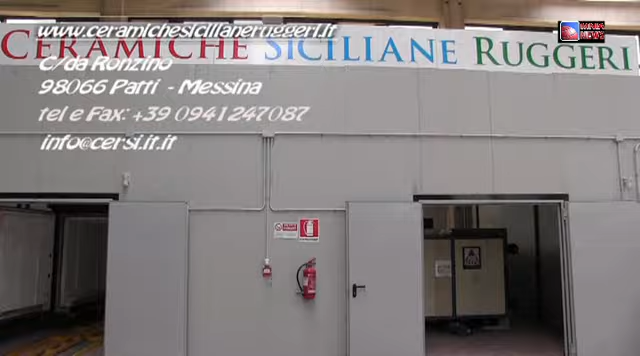 www.ceramichesicilianeruggeri.it
CERAMICHE SICILIANE RUGGERI
C/da Ronzino
98066 Patti - Messina
tel e Fax: +39 0941 247087
info@cersi.it.it
NEWS